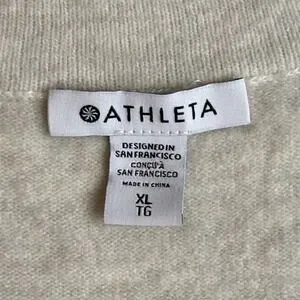 ATHLETA
DESIGNED IN
SAN FRANCISCO
CONÇU À
SAN FRANCISCO
MADE IN CHINA
XL
TG